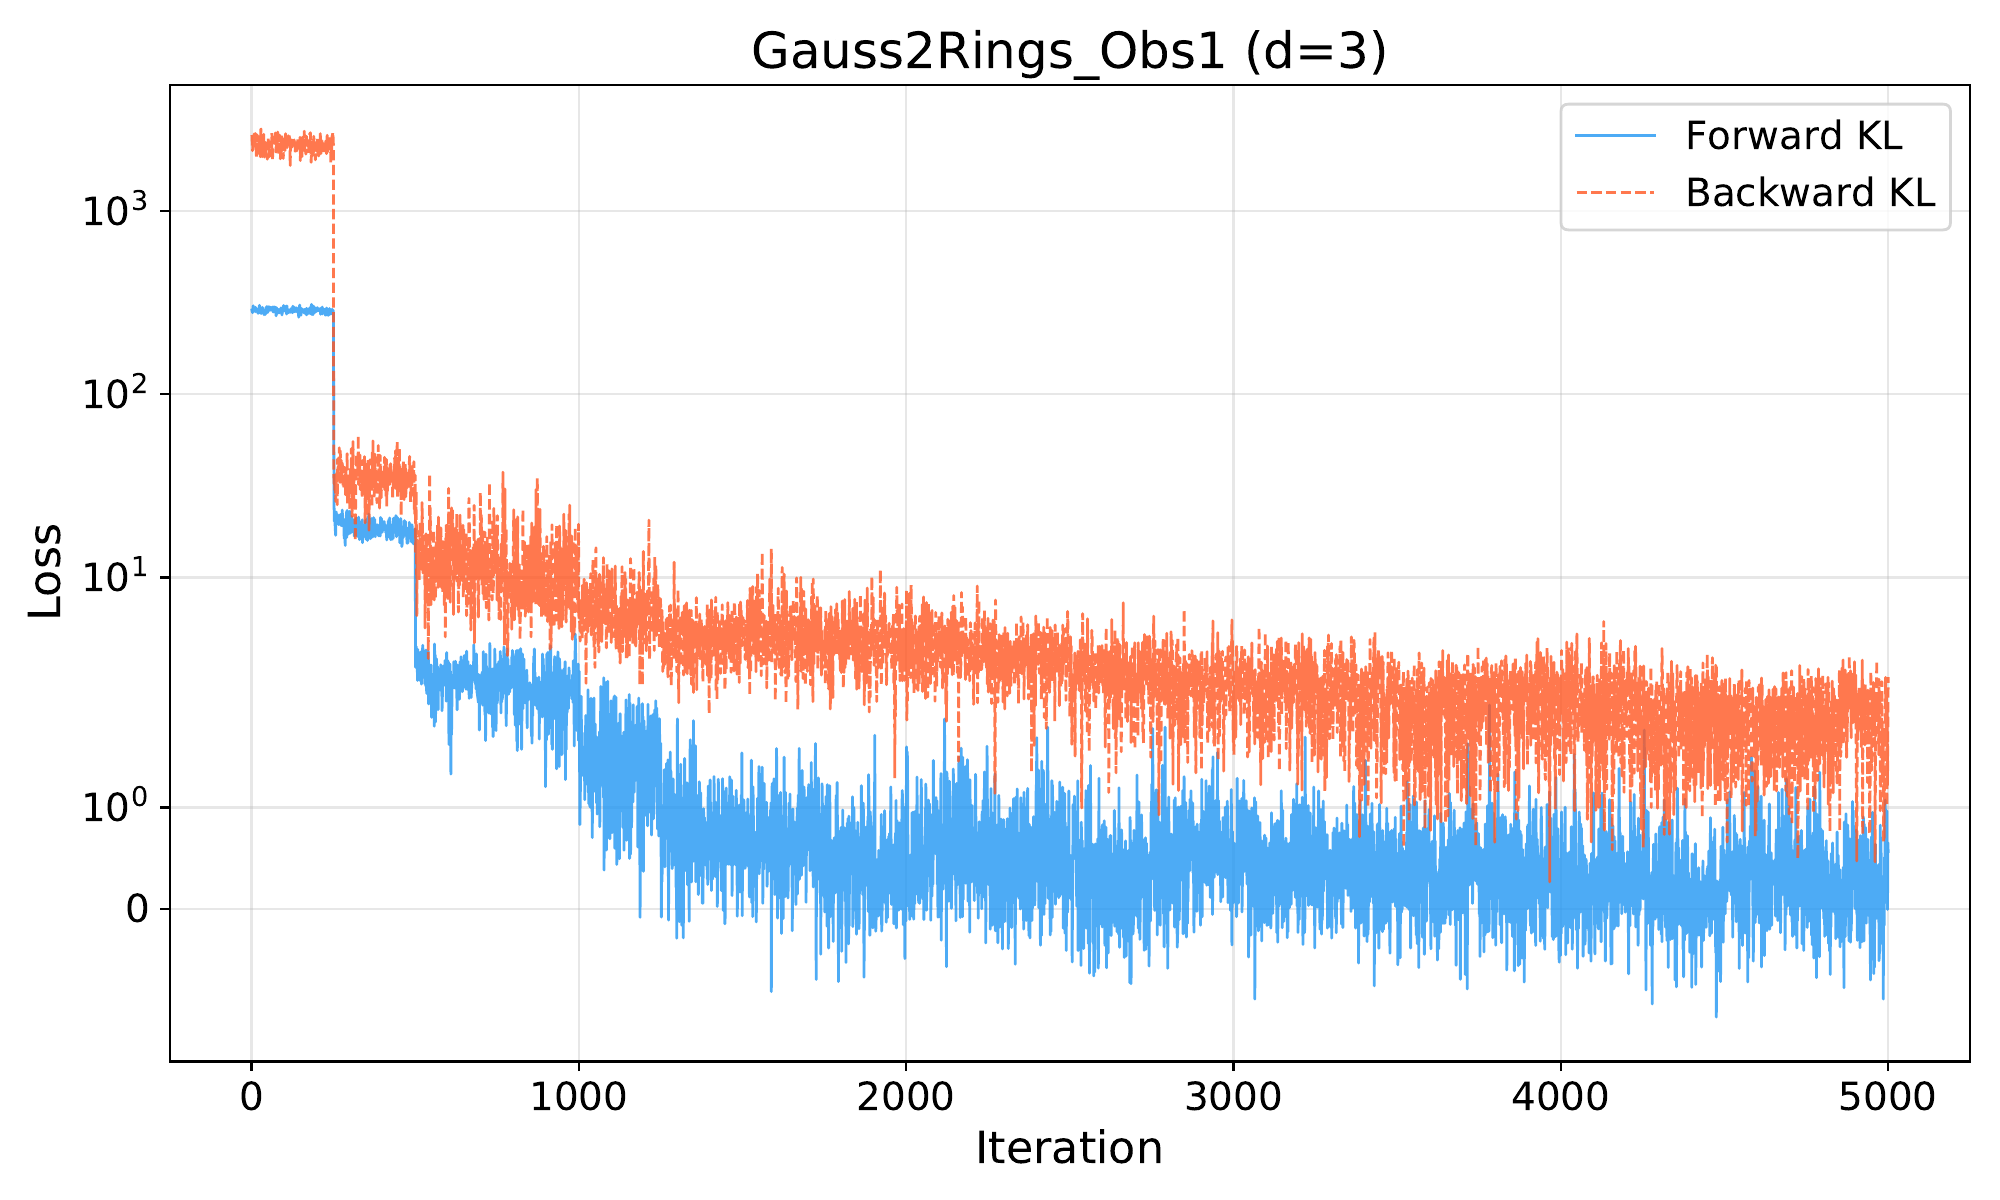 Gauss2Rings_Obs1 (d=3)
Forward KL
Backward KL
10³
10²
10¹
10⁰
0
Loss
0 1000 2000 3000 4000 5000
Iteration